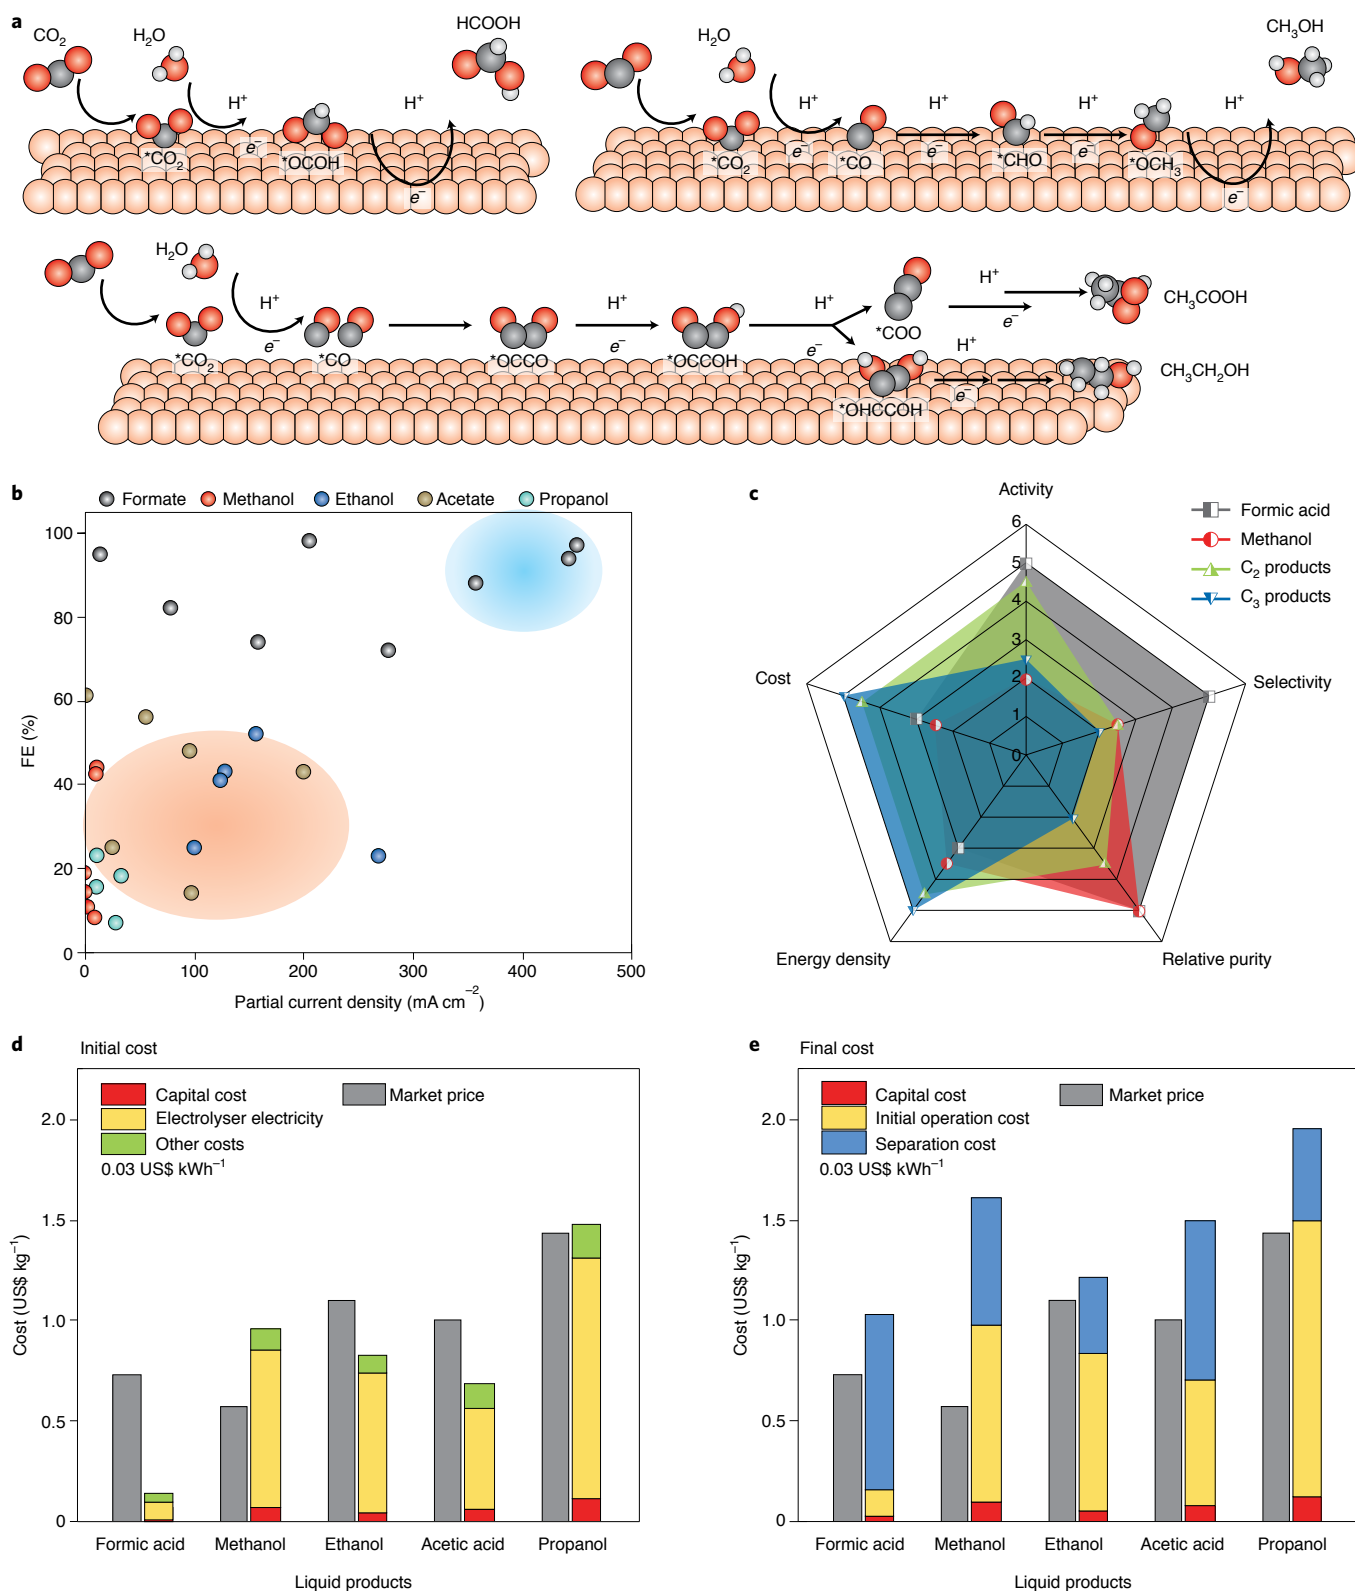 a
CO2
H2O
HCOOH
H+
H+
*CO2
e−
*OCOH
e−
H2O
CH3OH
H+
H+
H+
H+
*CO2
e−
*CO
e−
*CHO
e−
*OCH3
e−
H2O
H+
H+
H+
H+
CH3COOH
*CO2
e−
*CO
*OCCO
e−
*OCCOH
e−
*COO
e−
H+
CH3CH2OH
*OHCCOH
e−
b
Formate Methanol Ethanol Acetate Propanol
100
80
60
40
20
0
FE (%)
0 100 200 300 400 500
Partial current density (mA cm−2)
c
Activity
6
5
4
3
2
1
0
Formic acid
Methanol
C2 products
C3 products
Cost
Selectivity
Energy density
Relative purity
d Initial cost
Capital cost
Market price
Electrolyser electricity
Other costs
0.03 US$ kWh−1
2.0
1.5
1.0
0.5
0
Cost (US$ kg−1)
Formic acid Methanol Ethanol Acetic acid Propanol
Liquid products
e Final cost
Capital cost
Market price
Initial operation cost
Separation cost
0.03 US$ kWh−1
2.0
1.5
1.0
0.5
0
Cost (US$ kg−1)
Formic acid Methanol Ethanol Acetic acid Propanol
Liquid products